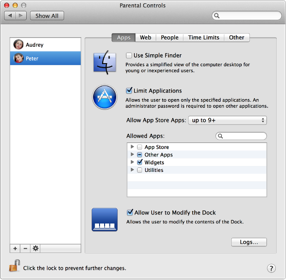 Parental Controls
Show All
Audrey
Peter
Apps
Web
People
Time Limits
Other
Use Simple Finder
Provides a simplified view of the computer desktop for
young or inexperienced users.
Limit Applications
Allows the user to open only the specified applications. An
administrator password is required to open other applications.
Allow App Store Apps: up to 9+
Allowed Apps:
App Store
Other Apps
Widgets
Utilities
Allow User to Modify the Dock
Allows the user to modify the contents of the Dock.
Logs...
Click the lock to prevent further changes.
?